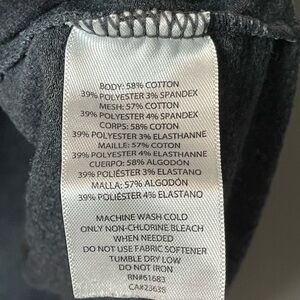 BODY: 58% COTTON
39% POLYESTER 3% SPANDEX
MESH: 57% COTTON
39% POLYESTER 4% SPANDEX
CORPS: 58% COTON
39% POLYESTER 3% ELASTHANNE
MAILLE: 57% COTON
39% POLYESTER 4% ELASTHANNE
CUERPO: 58% ALGODÓN
39% POLIÉSTER 3% ELASTANO
MALLA: 57% ALGODÓN
39% POLIÉSTER 4% ELASTANO
MACHINE WASH COLD
ONLY NON-CHLORINE BLEACH
WHEN NEEDED
DO NOT USE FABRIC SOFTENER
TUMBLE DRY LOW
DO NOT IRON
RN#51683
CA#23638